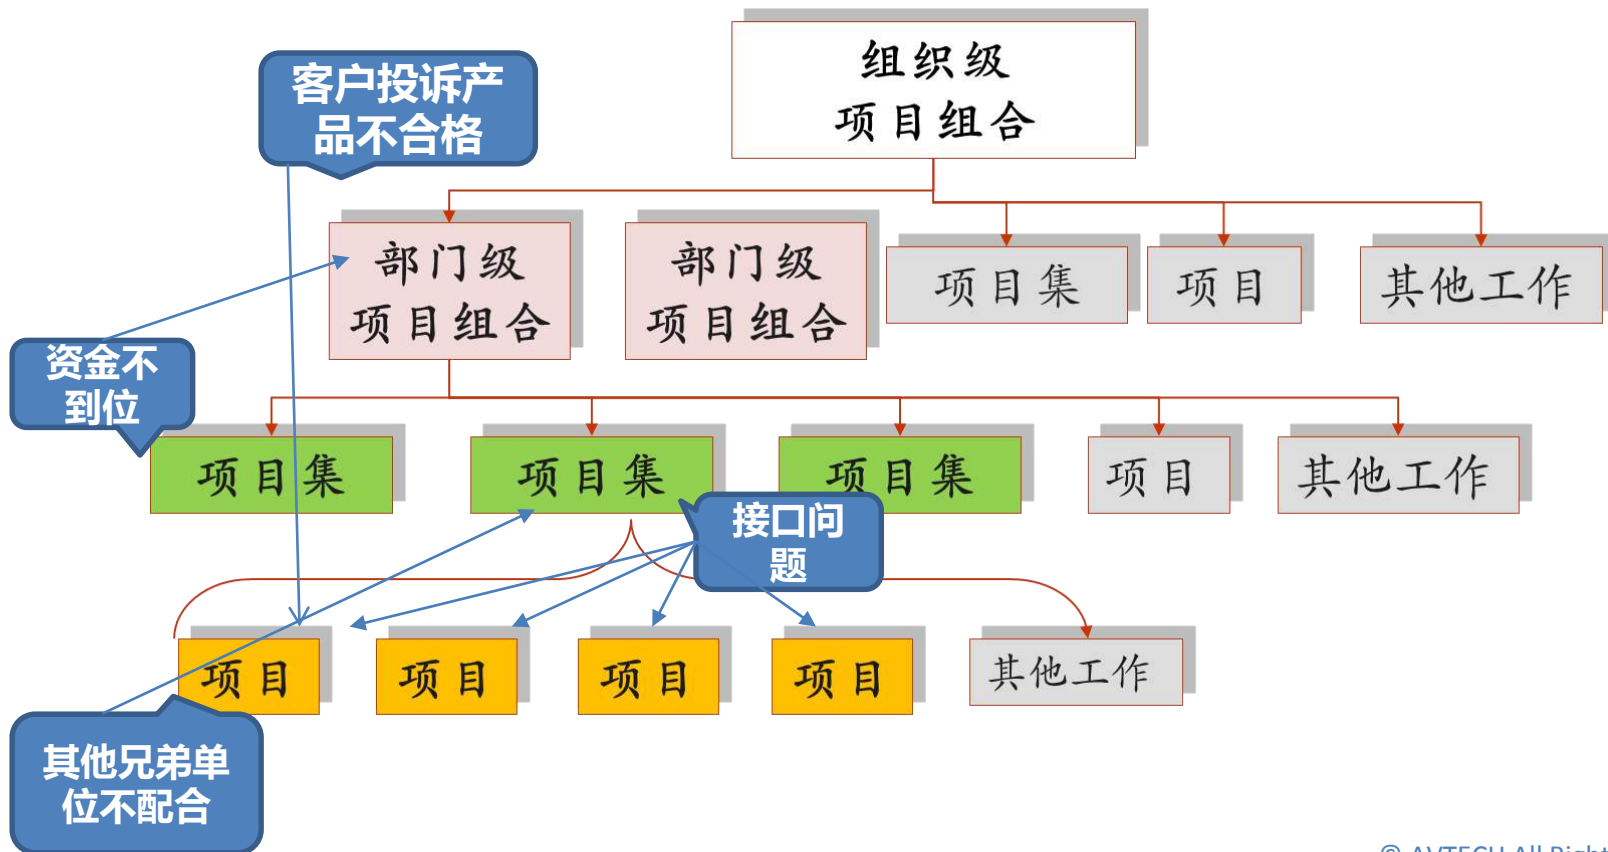 组织级
项目组合
客户投诉产
品不合格
部门级
项目组合
部门级
项目组合
项目集
项目
其他工作
资金不
到位
项目集
项目集
项目集
项目
其他工作
接口问
题
项目
项目
项目
项目
其他工作
其他兄弟单
位不配合
© AVTECH All Right